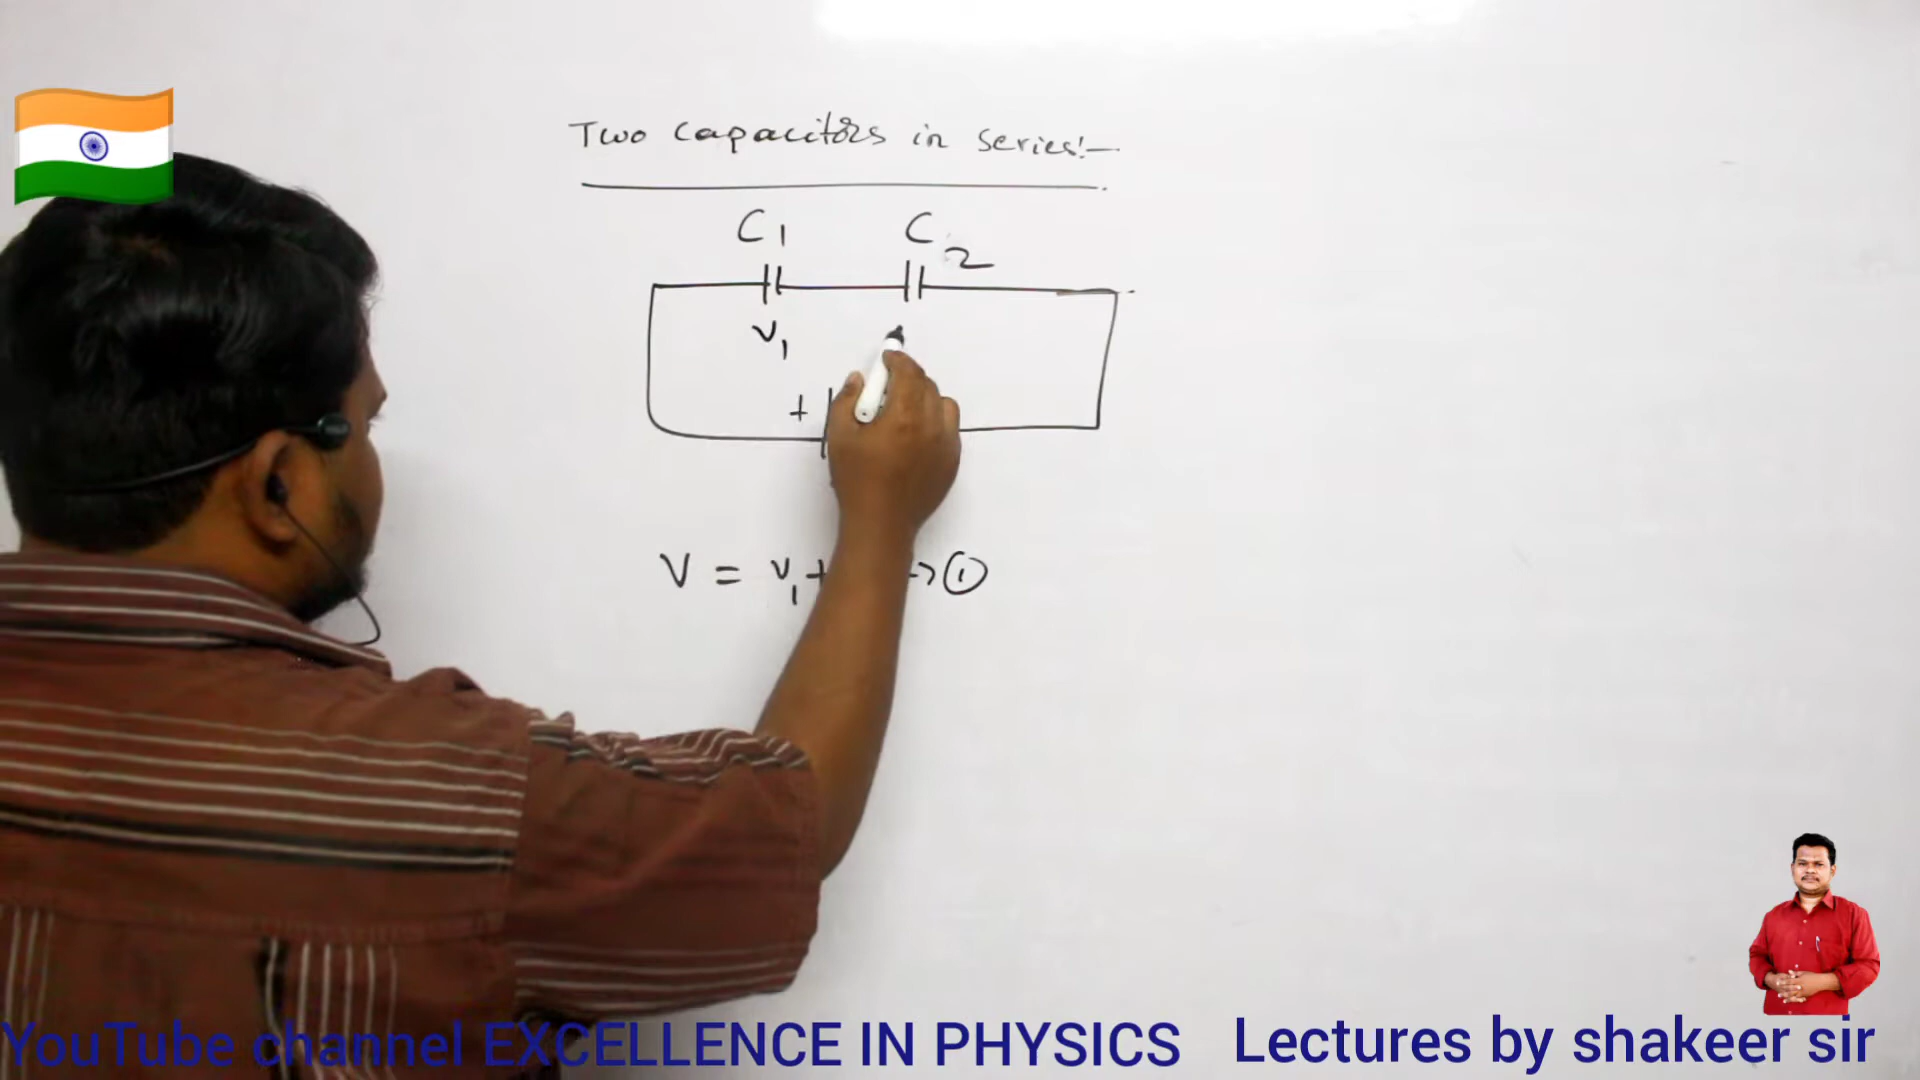 Two capacitors in series:-
C1 C2
V1
+
V = V1 + → ①
YouTube channel EXCELLENCE IN PHYSICS Lectures by shakeer sir